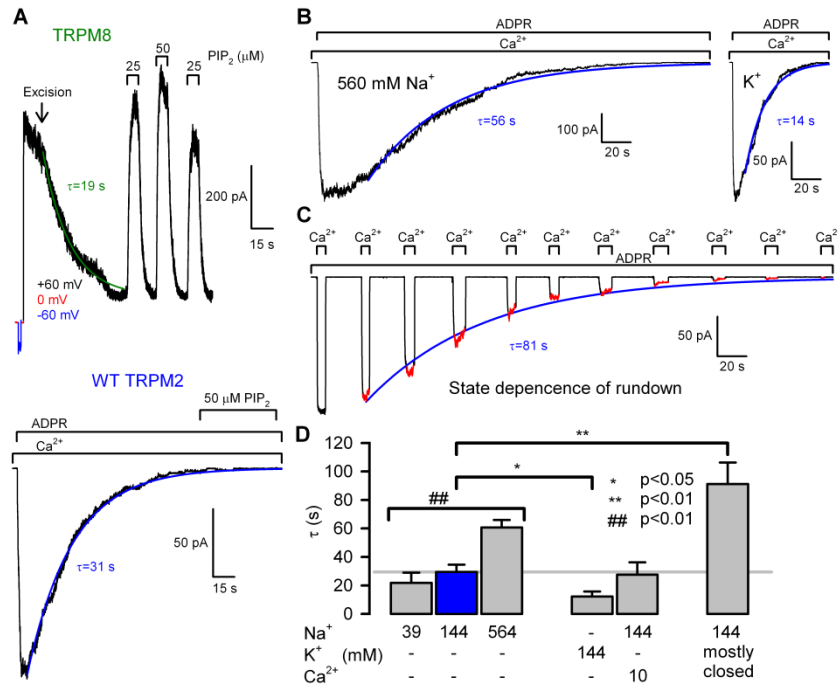 A
TRPM8
25 50 25 PIP₂ (μM)
Excision
τ=19 s
200 pA
15 s
+60 mV
0 mV
-60 mV
WT TRPM2
50 μM PIP₂
ADPR
Ca²⁺
τ=31 s
50 pA
15 s
B
ADPR
Ca²⁺
560 mM Na⁺
τ=56 s
100 pA
20 s
ADPR
Ca²⁺
K⁺
τ=14 s
50 pA
20 s
C
Ca²⁺ Ca²⁺ Ca²⁺ Ca²⁺ Ca²⁺ Ca²⁺ Ca²⁺ Ca²⁺ Ca²⁺ Ca²⁺ Ca²⁺
ADPR
τ=81 s
50 pA
20 s
State depencence of rundown
D
τ (s)
120
100
80
60
40
20
0
##
*
**
* p<0.05
** p<0.01
## p<0.01
Na⁺ 39 144 564 - 144 144
K⁺ (mM) - - - 144 - mostly
Ca²⁺ - - - - 10 closed